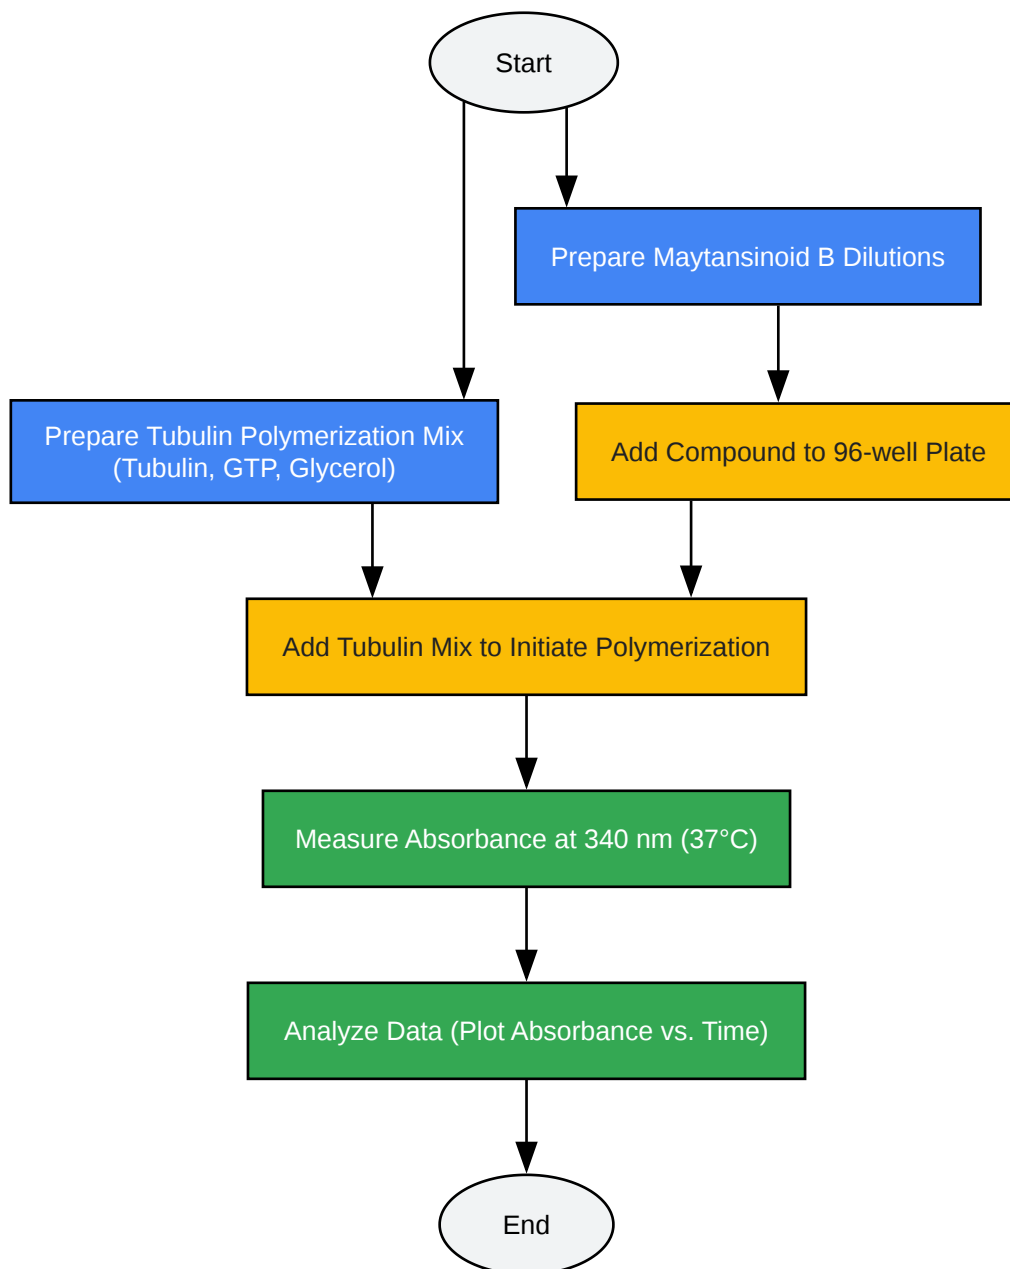 Start
Prepare Maytansinoid B Dilutions
Prepare Tubulin Polymerization Mix
(Tubulin, GTP, Glycerol)
Add Compound to 96-well Plate
Add Tubulin Mix to Initiate Polymerization
Measure Absorbance at 340 nm (37°C)
Analyze Data (Plot Absorbance vs. Time)
End